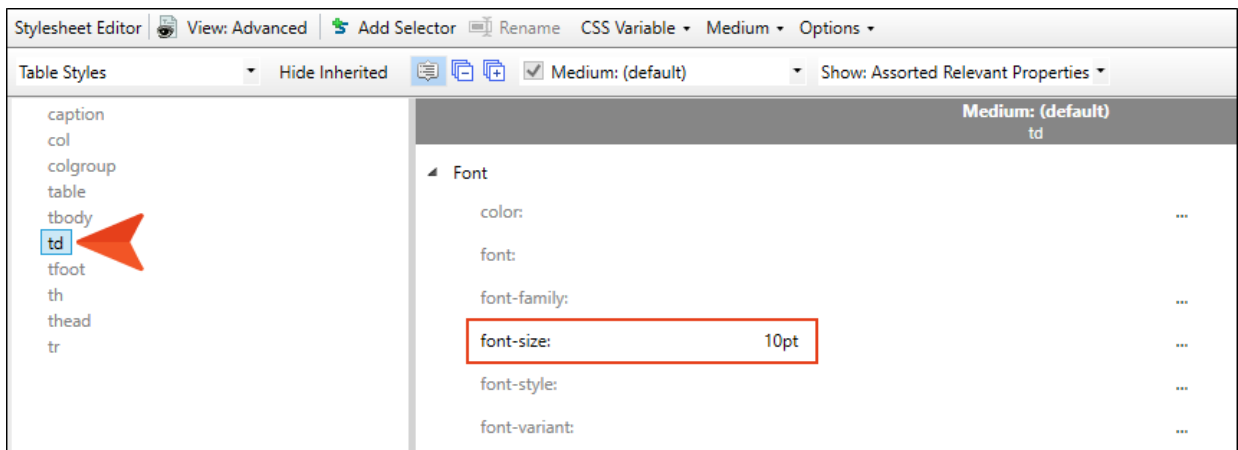 Stylesheet Editor View: Advanced Add Selector Rename CSS Variable Medium Options
Table Styles Hide Inherited Medium: (default) Show: Assorted Relevant Properties
caption
col
colgroup
table
tbody
td
tfoot
th
thead
tr
Medium: (default)
td
Font
color: ...
font:
font-family: ...
font-size: 10pt ...
font-style: ...
font-variant: ...